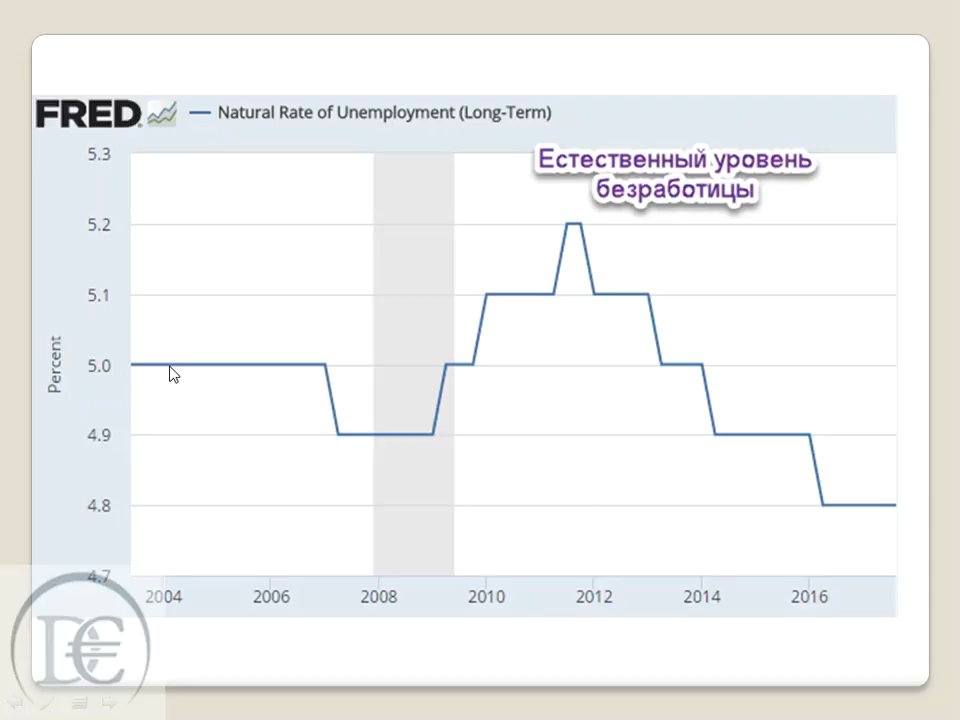 FRED
Natural Rate of Unemployment (Long-Term)
Естественный уровень
безработицы
5.3
5.2
5.1
5.0
4.9
4.8
4.7
Percent
2004 2006 2008 2010 2012 2014 2016
D€